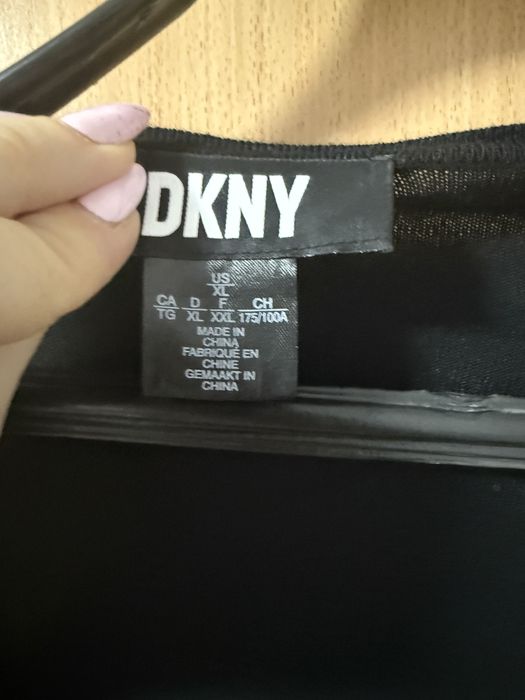 DKNY
US
XL
CA D F CH
TG XL XXL 175/100A
MADE IN
CHINA
FABRIQUÉ EN
CHINE
GEMAAKT IN
CHINA